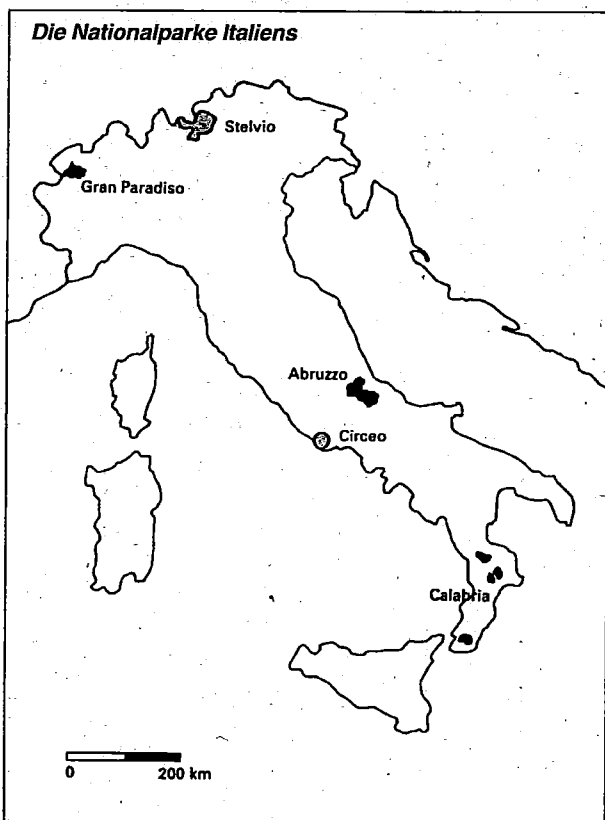 Die Nationalparke Italiens
Stelvio
Gran Paradiso
Abruzzo
Circeo
Calabria
0 200 km